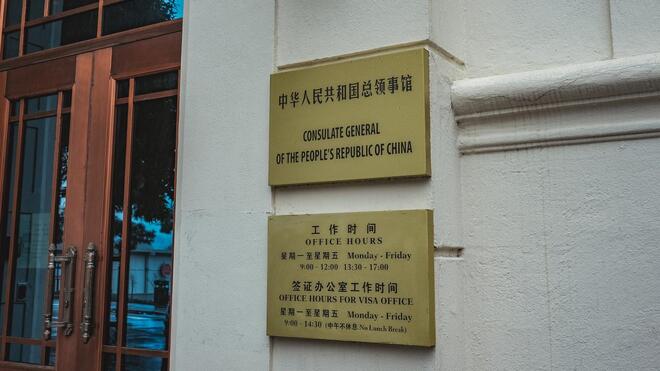 中华人民共和国总领事馆
CONSULATE GENERAL
OF THE PEOPLE'S REPUBLIC OF CHINA
工作时间
OFFICE HOURS
星期一至星期五 Monday - Friday
9:00 - 12:00 13:30 - 17:00
签证办公室工作时间
OFFICE HOURS FOR VISA OFFICE
星期一至星期五 Monday - Friday
9:00 - 14:30 (中午不休息 No Lunch Break)